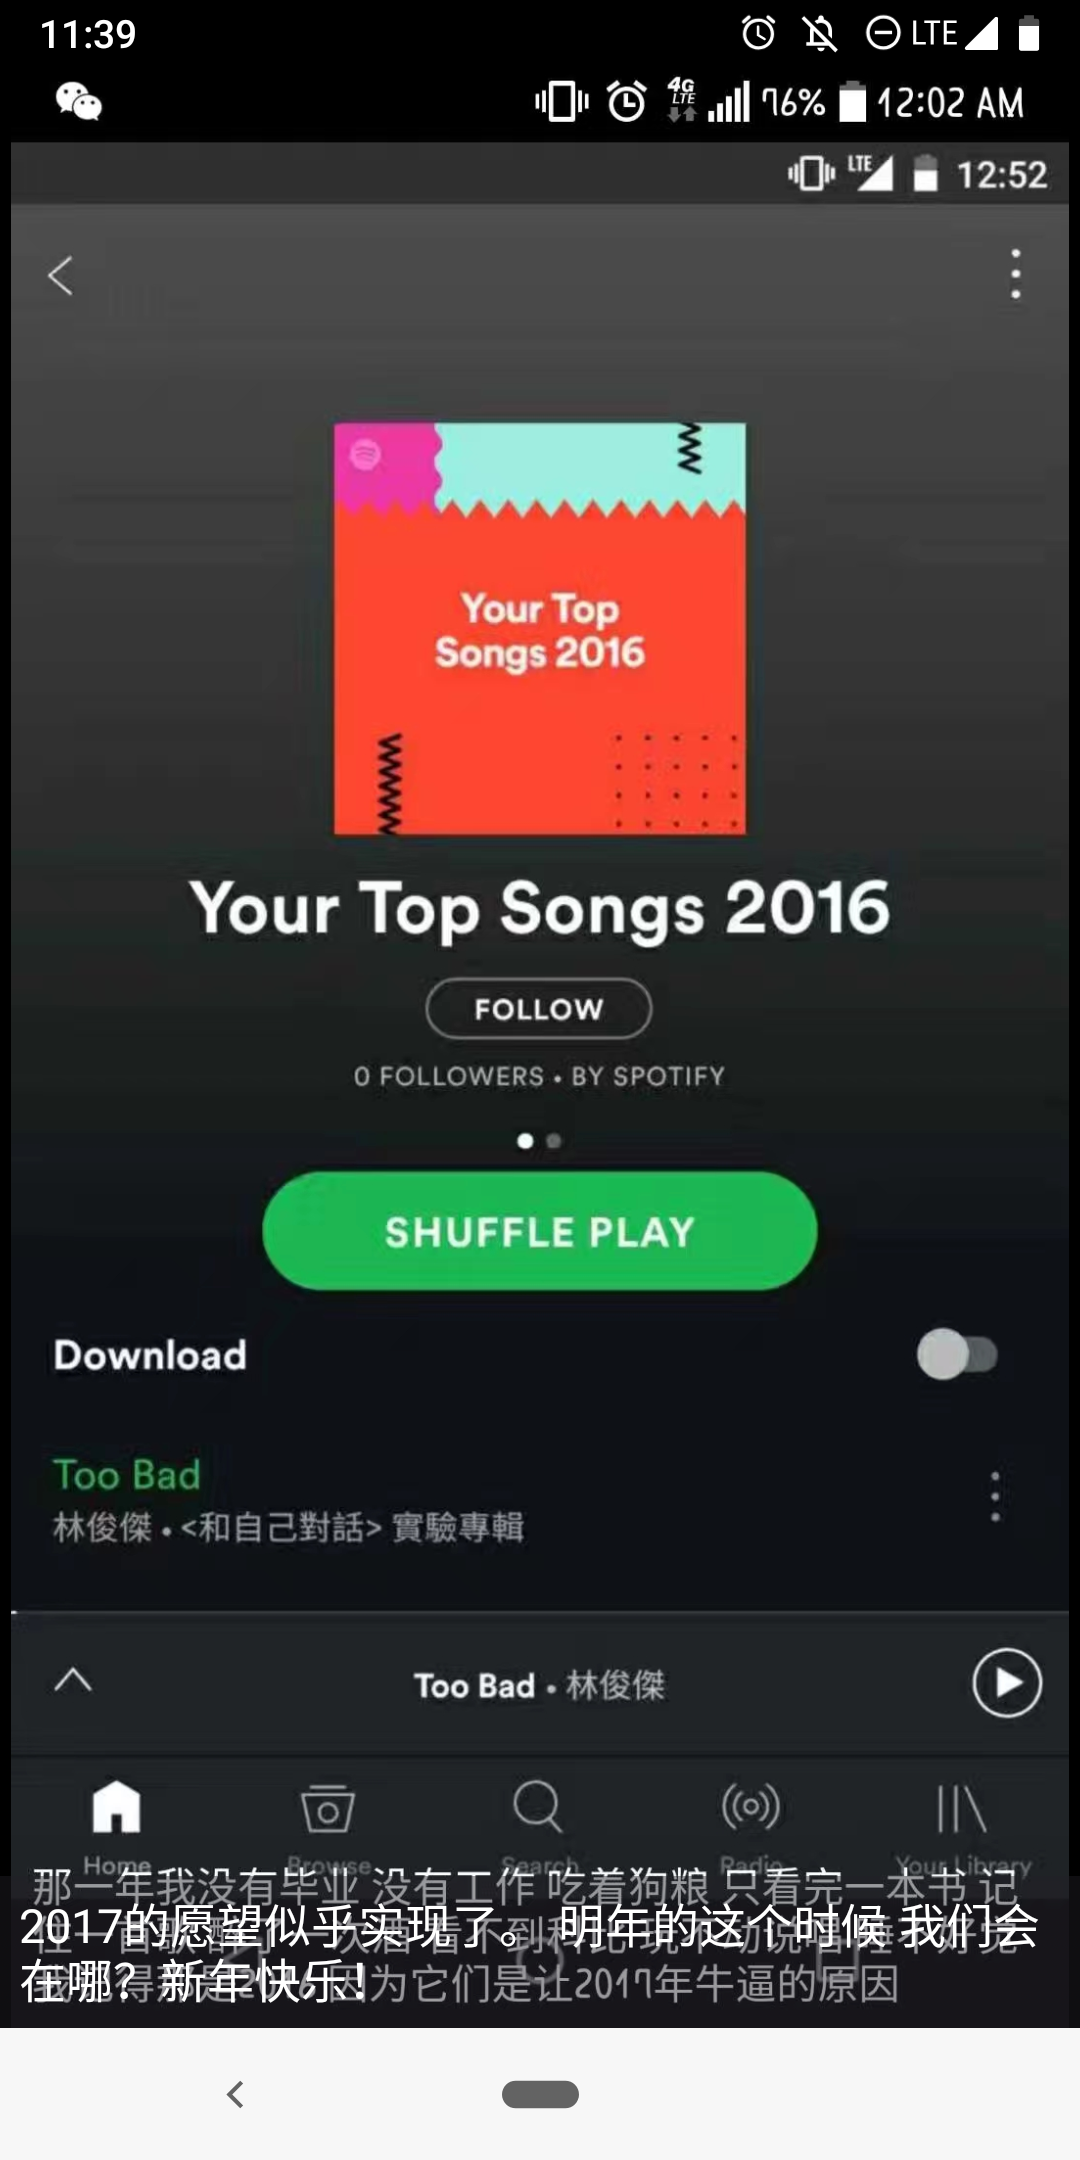 11:39
LTE
4G LTE 76% 12:02 AM
LTE 12:52
Your Top
Songs 2016
Your Top Songs 2016
FOLLOW
0 FOLLOWERS • BY SPOTIFY
SHUFFLE PLAY
Download
Too Bad
林俊傑 • <和自己對話> 實驗專輯
Too Bad • 林俊傑
Home Browse Search Radio Your Library
那一年我没有毕业 没有工作 吃着狗粮 只看完一本书 记
2017的愿望似乎实现了。 明年的这个时候 我们会
在哪？新年快乐！
因为它们是让2017年牛逼的原因